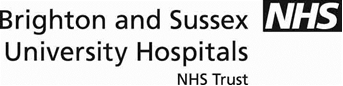 Brighton and Sussex NHS
University Hospitals
NHS Trust